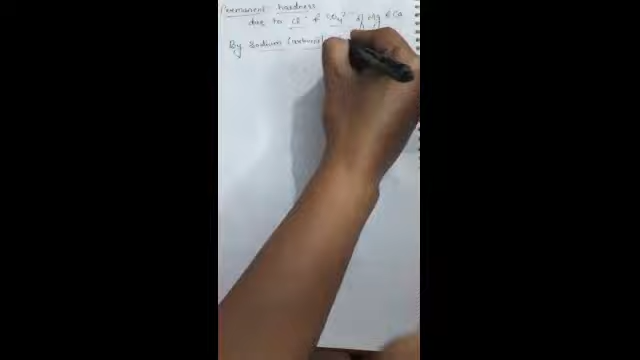 Permanent hardness
due to Cl⁻ & SO₄²⁻ of Mg & Ca
By Sodium Carbonate